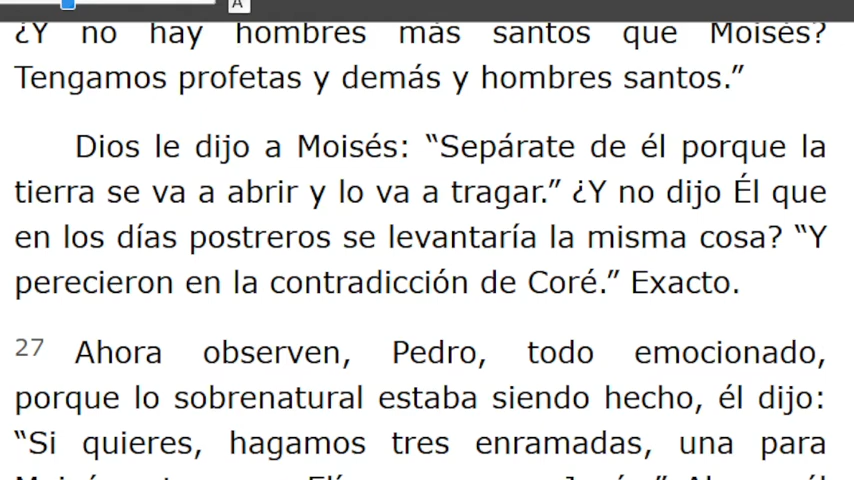 A
¿Y no hay hombres más santos que Moisés?
Tengamos profetas y demás y hombres santos.”
Dios le dijo a Moisés: “Sepárate de él porque la
tierra se va a abrir y lo va a tragar.” ¿Y no dijo Él que
en los días postreros se levantaría la misma cosa? “Y
perecieron en la contradicción de Coré.” Exacto.
27 Ahora observen, Pedro, todo emocionado,
porque lo sobrenatural estaba siendo hecho, él dijo:
“Si quieres, hagamos tres enramadas, una para